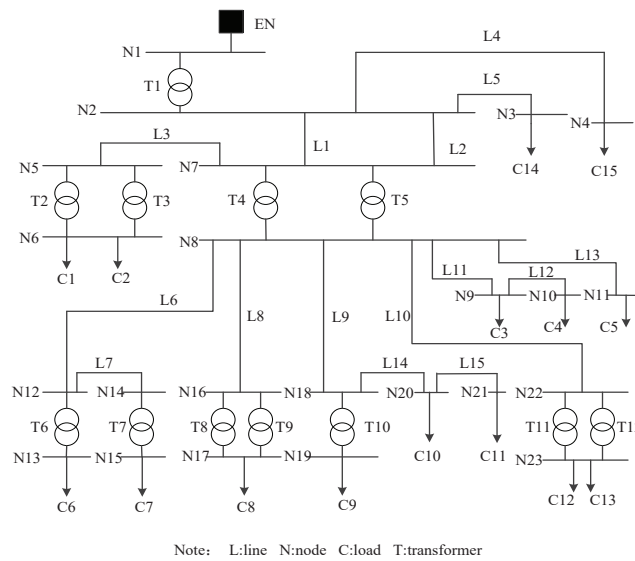 EN
N1
T1
N2
L4
L5
N3
N4
L3
L1
L2
C14
C15
N5
N7
T2
T3
T4
T5
N6
N8
C1
C2
L13
L11
L12
N9
N10
N11
L6
L8
L9
L10
C3
C4
C5
L7
L14
L15
N12
N14
N16
N18
N20
N21
N22
T6
T7
T8
T9
T10
T11
N13
N15
N17
N19
C10
C11
N23
C6
C7
C8
C9
C12
C13
Note: L:line N:node C:load T:transformer